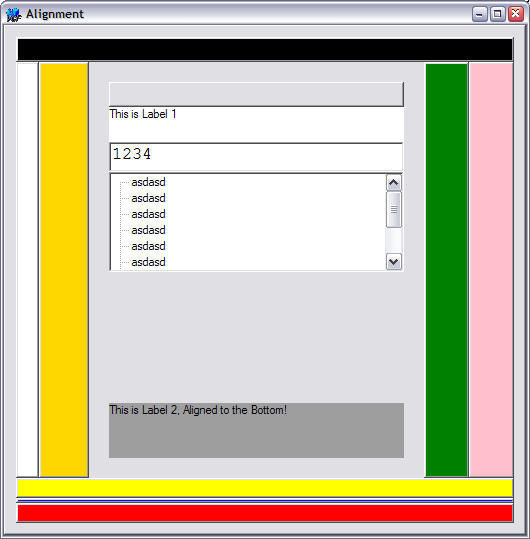 Alignment
This is Label 1
1234
asdasd
asdasd
asdasd
asdasd
asdasd
asdasd
This is Label 2, Aligned to the Bottom!